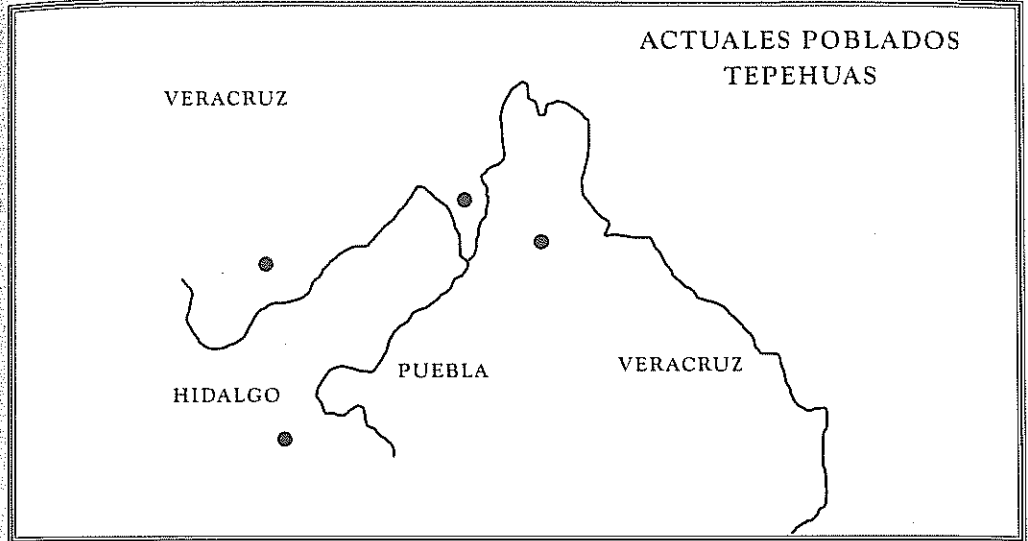 ACTUALES POBLADOS
TEPEHUAS
VERACRUZ
PUEBLA
VERACRUZ
HIDALGO